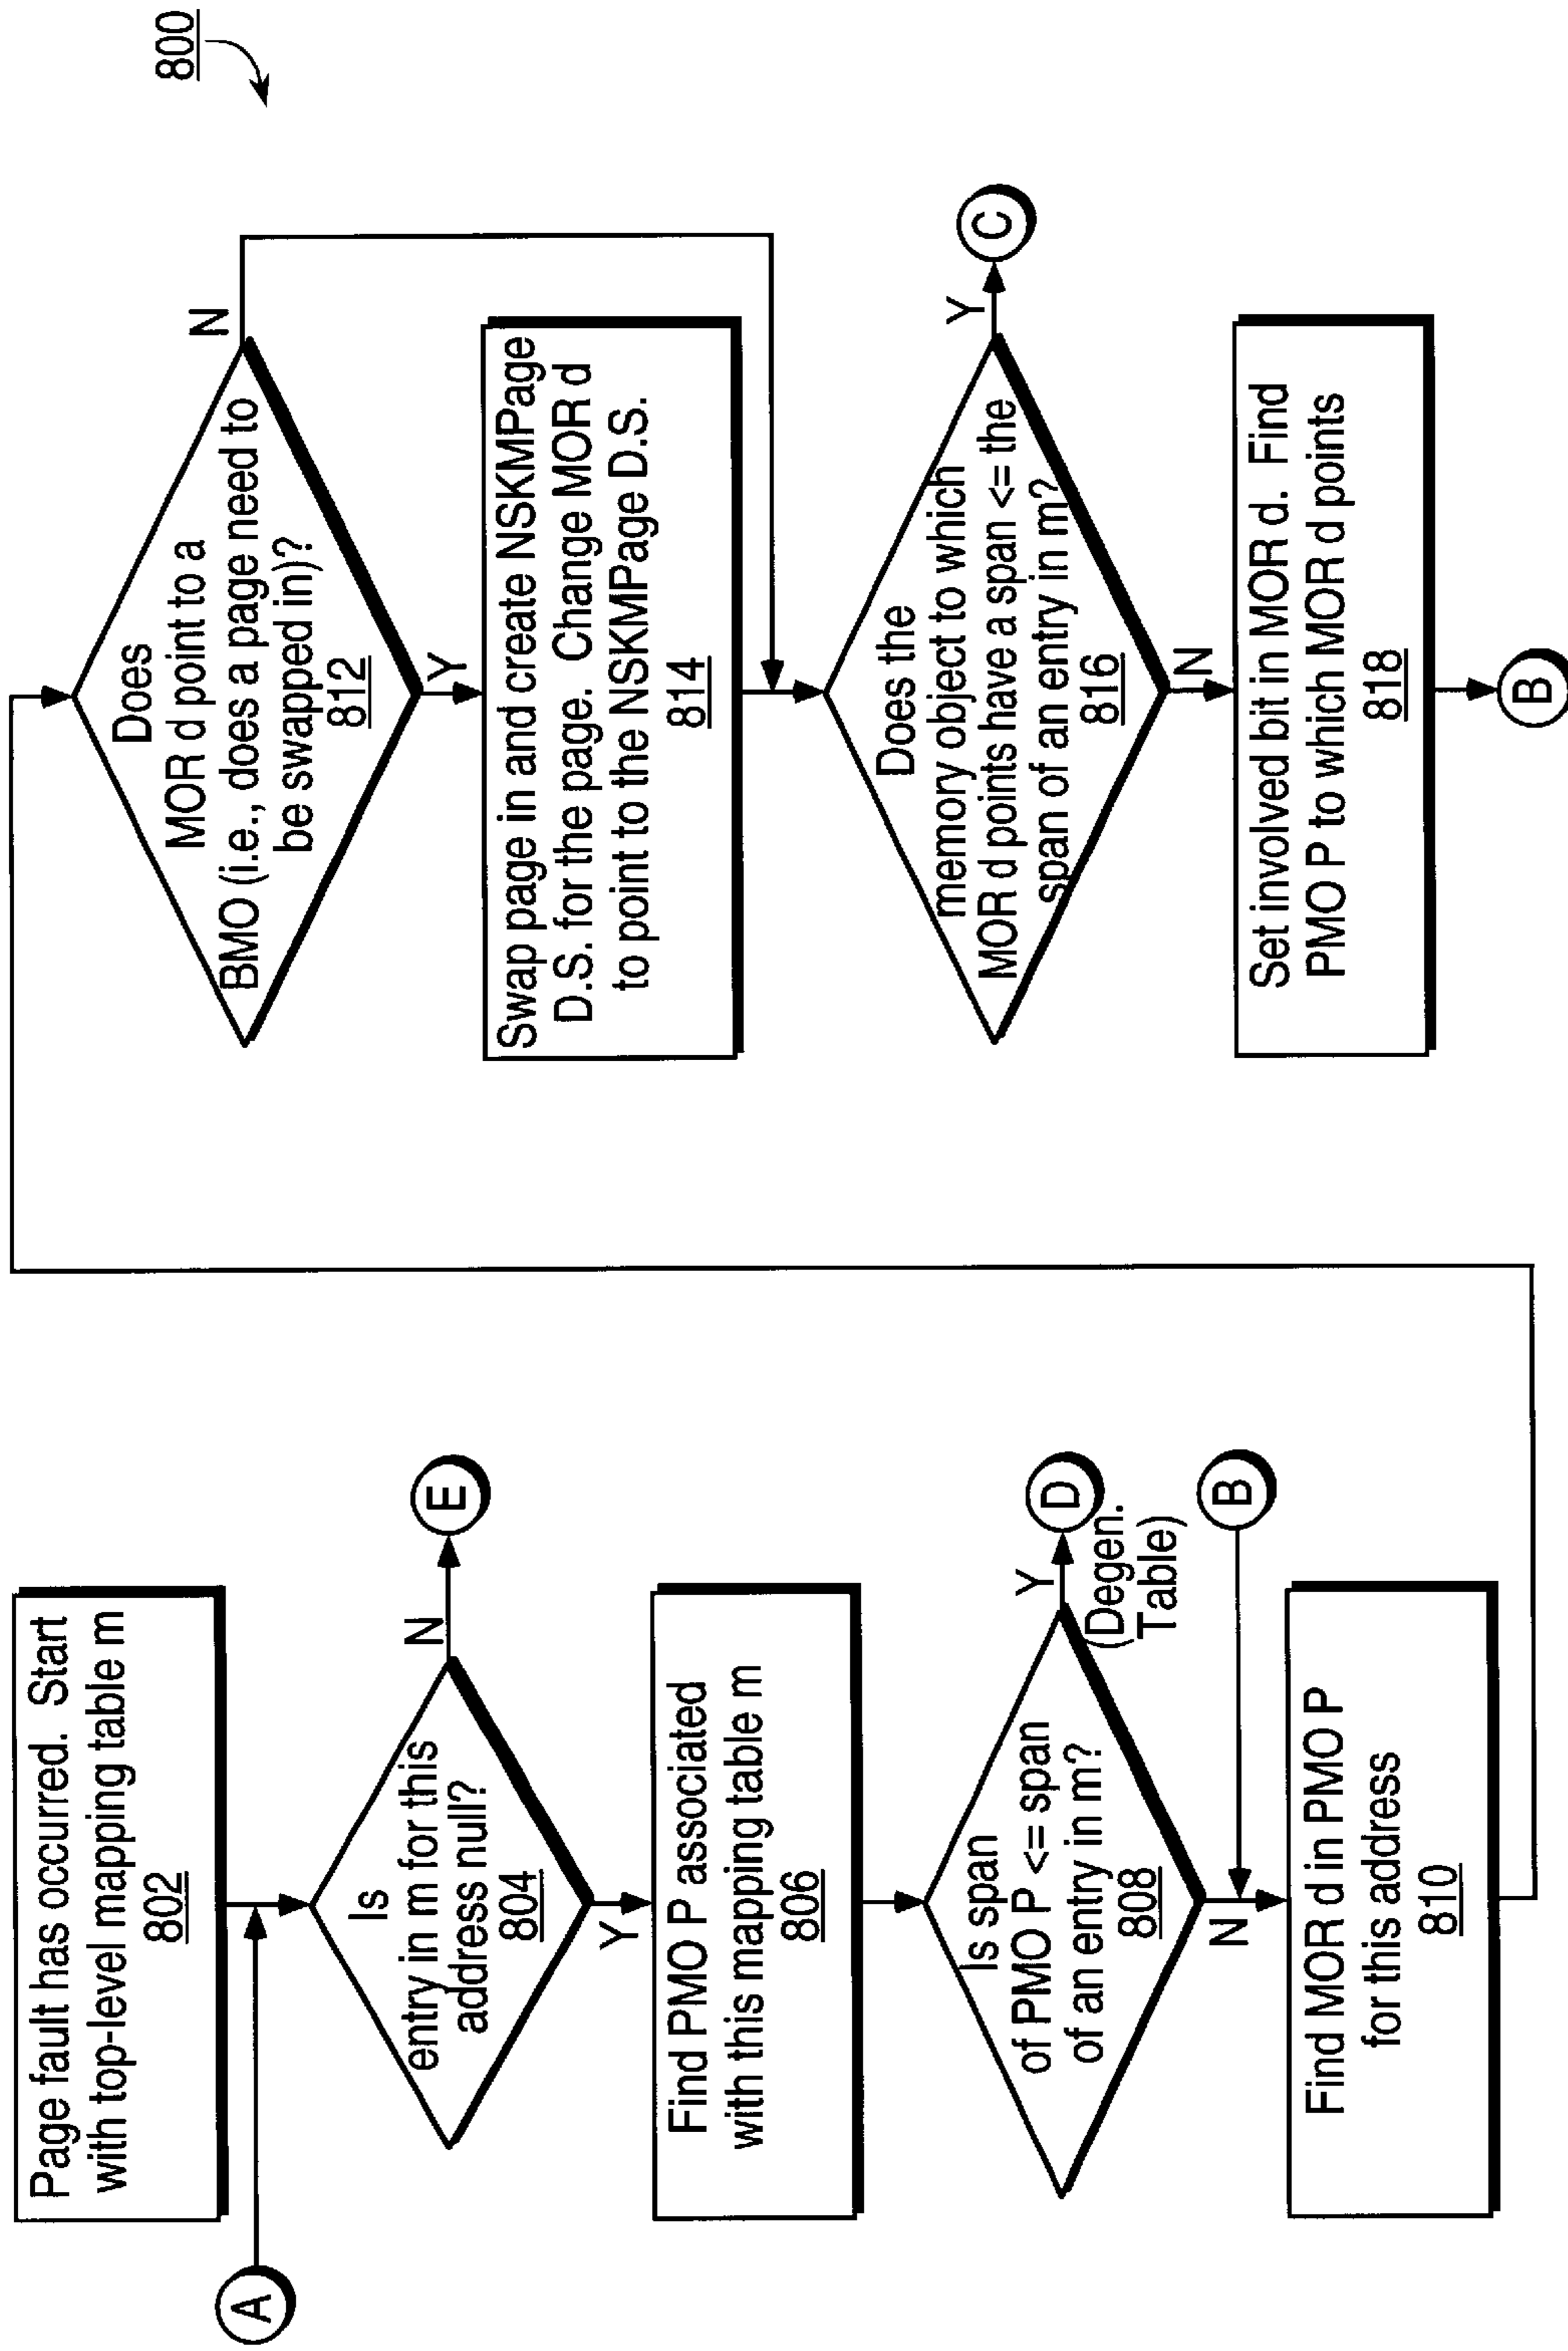 800
Page fault has occurred. Start
with top-level mapping table m
802
A
Is
entry in m for this
address null?
804
N
E
Y
Find PMO P associated
with this mapping table m
806
Is span
of PMO P <= span
of an entry in m?
808
Y
D
(Degen.
Table)
N
B
Find MOR d in PMO P
for this address
810
Does
MOR d point to a
BMO (i.e., does a page need to
be swapped in)?
812
N
Y
Swap page in and create NSKMPage
D.S. for the page. Change MOR d
to point to the NSKMPage D.S.
814
Does the
memory object to which
MOR d points have a span <= the
span of an entry in m?
816
Y
C
N
Set involved bit in MOR d. Find
PMO P to which MOR d points
818
B